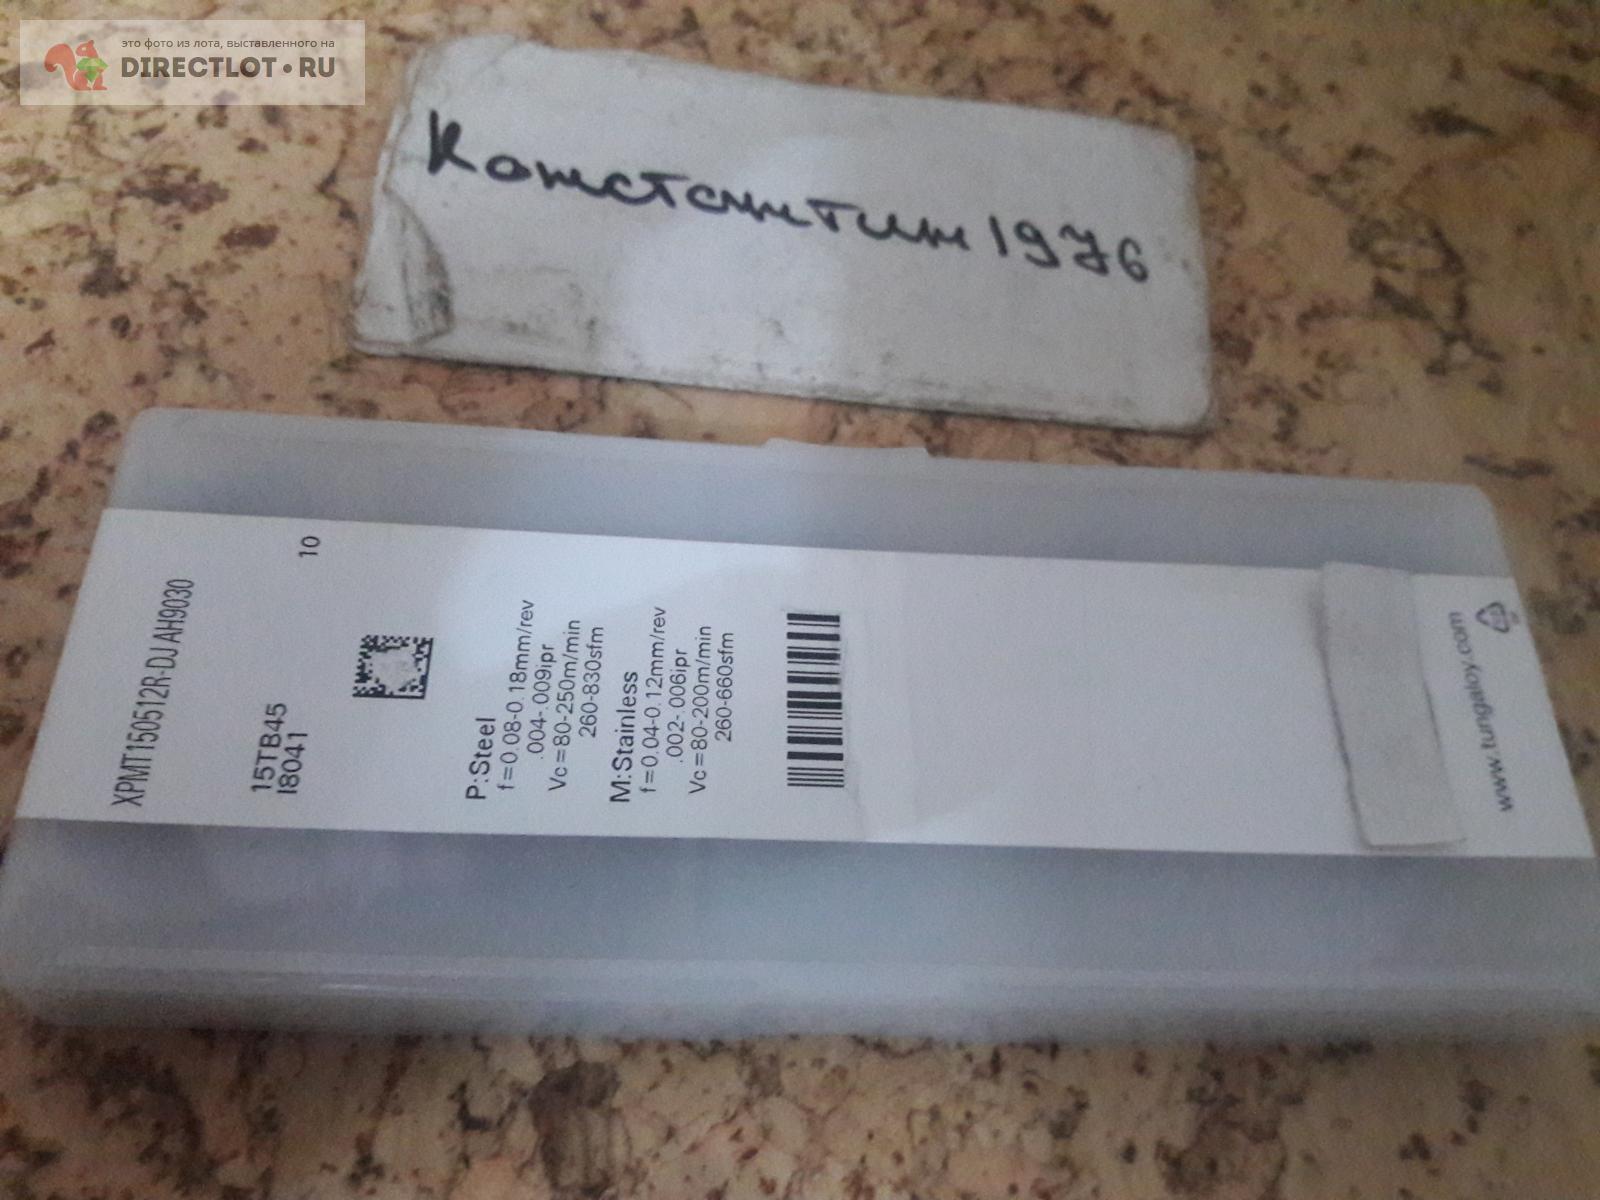 это фото из лота, выставленного на
DIRECTLOT•RU
Константин 1976
XPMT150512R-DJ AH9030
10
15TB45
I8041
P:Steel
f=0.08-0.18mm/rev
.004-.009ipr
Vc=80-250m/min
260-830sfm
M:Stainless
f=0.04-0.12mm/rev
.002-.006ipr
Vc=80-200m/min
260-660sfm
www.tungaloy.com